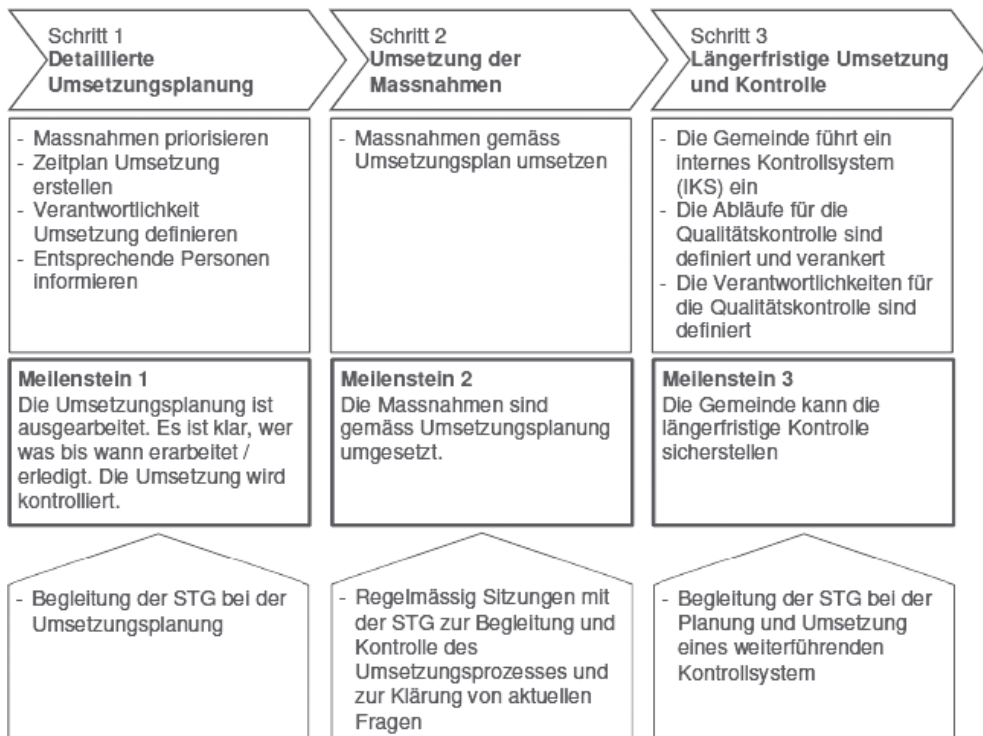 Schritt 1
Detaillierte
Umsetzungsplanung
Schritt 2
Umsetzung der
Massnahmen
Schritt 3
Längerfristige Umsetzung
und Kontrolle
- Massnahmen priorisieren
- Zeitplan Umsetzung
erstellen
- Verantwortlichkeit
Umsetzung definieren
- Entsprechende Personen
informieren
- Massnahmen gemäss
Umsetzungsplan umsetzen
- Die Gemeinde führt ein
internes Kontrollsystem
(IKS) ein
- Die Abläufe für die
Qualitätskontrolle sind
definiert und verankert
- Die Verantwortlichkeiten für
die Qualitätskontrolle sind
definiert
Meilenstein 1
Die Umsetzungsplanung ist
ausgearbeitet. Es ist klar, wer
was bis wann erarbeitet /
erledigt. Die Umsetzung wird
kontrolliert.
Meilenstein 2
Die Massnahmen sind
gemäss Umsetzungsplanung
umgesetzt.
Meilenstein 3
Die Gemeinde kann die
längerfristige Kontrolle
sicherstellen
- Begleitung der STG bei der
Umsetzungsplanung
- Regelmässig Sitzungen mit
der STG zur Begleitung und
Kontrolle des
Umsetzungsprozesses und
zur Klärung von aktuellen
Fragen
- Begleitung der STG bei der
Planung und Umsetzung
eines weiterführenden
Kontrollsystem